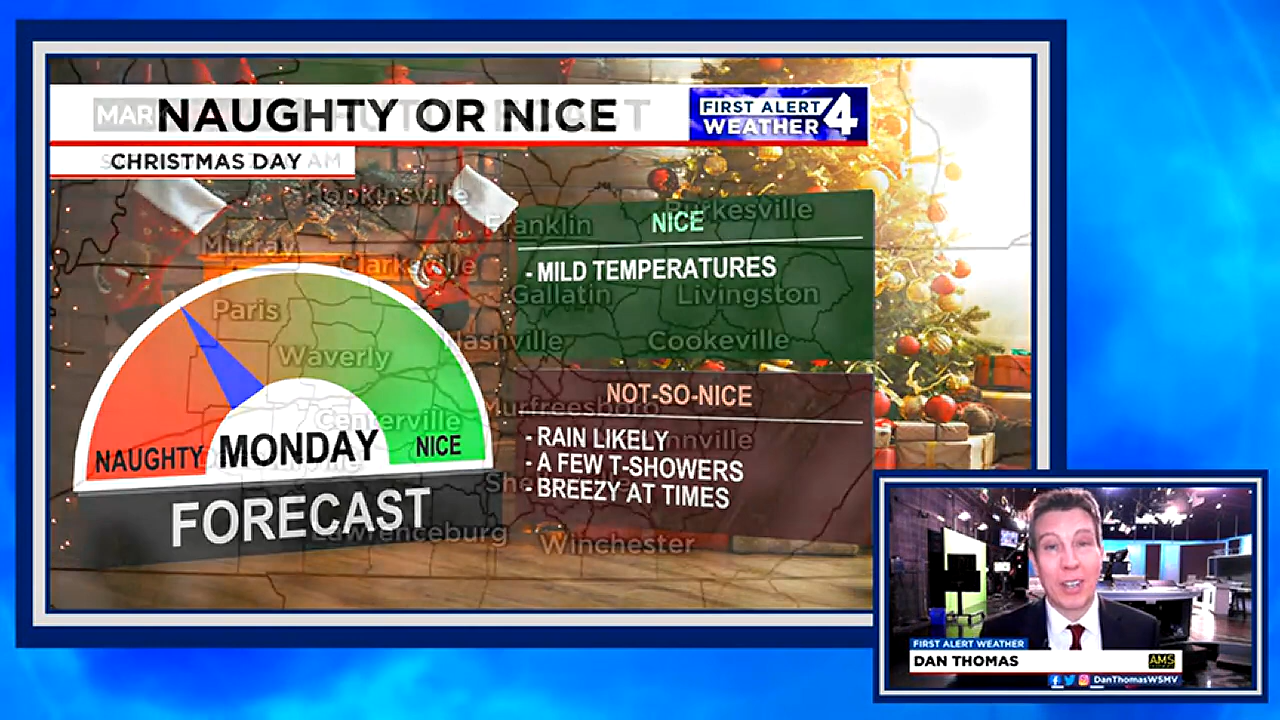 NAUGHTY OR NICE
MAR
FIRST ALERT
WEATHER 4
CHRISTMAS DAY
AM
Hopkinsville
Franklin
Burkesville
NICE
Murray
Clarksville
- MILD TEMPERATURES
Paris
Gallatin
Livingston
Nashville
Cookeville
Waverly
NOT-SO-NICE
Murfreesboro
Centerville
- RAIN LIKELY
NAUGHTY MONDAY NICE
- A FEW T-SHOWERS
- BREEZY AT TIMES
FORECAST
Lawrenceburg
Winchester
FIRST ALERT WEATHER
DAN THOMAS
AMS
DanThomasWSMV